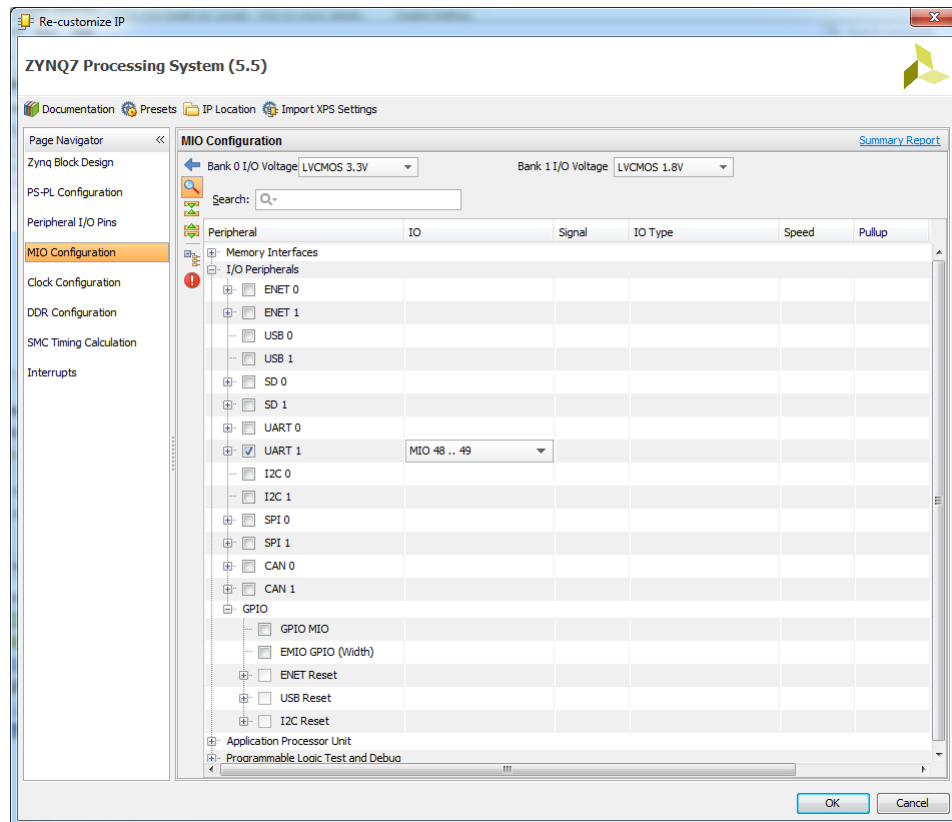 Re-customize IP
ZYNQ7 Processing System (5.5)
Documentation Presets IP Location Import XPS Settings
Page Navigator
Zynq Block Design
PS-PL Configuration
Peripheral I/O Pins
MIO Configuration
Clock Configuration
DDR Configuration
SMC Timing Calculation
Interrupts
MIO Configuration Summary Report
Bank 0 I/O Voltage LVCMOS 3.3V Bank 1 I/O Voltage LVCMOS 1.8V
Search:
Peripheral IO Signal IO Type Speed Pullup
Memory Interfaces
I/O Peripherals
ENET 0
ENET 1
USB 0
USB 1
SD 0
SD 1
UART 0
UART 1 MIO 48 .. 49
I2C 0
I2C 1
SPI 0
SPI 1
CAN 0
CAN 1
GPIO
GPIO MIO
EMIO GPIO (Width)
ENET Reset
USB Reset
I2C Reset
Application Processor Unit
Programmable Logic Test and Debug
OK Cancel